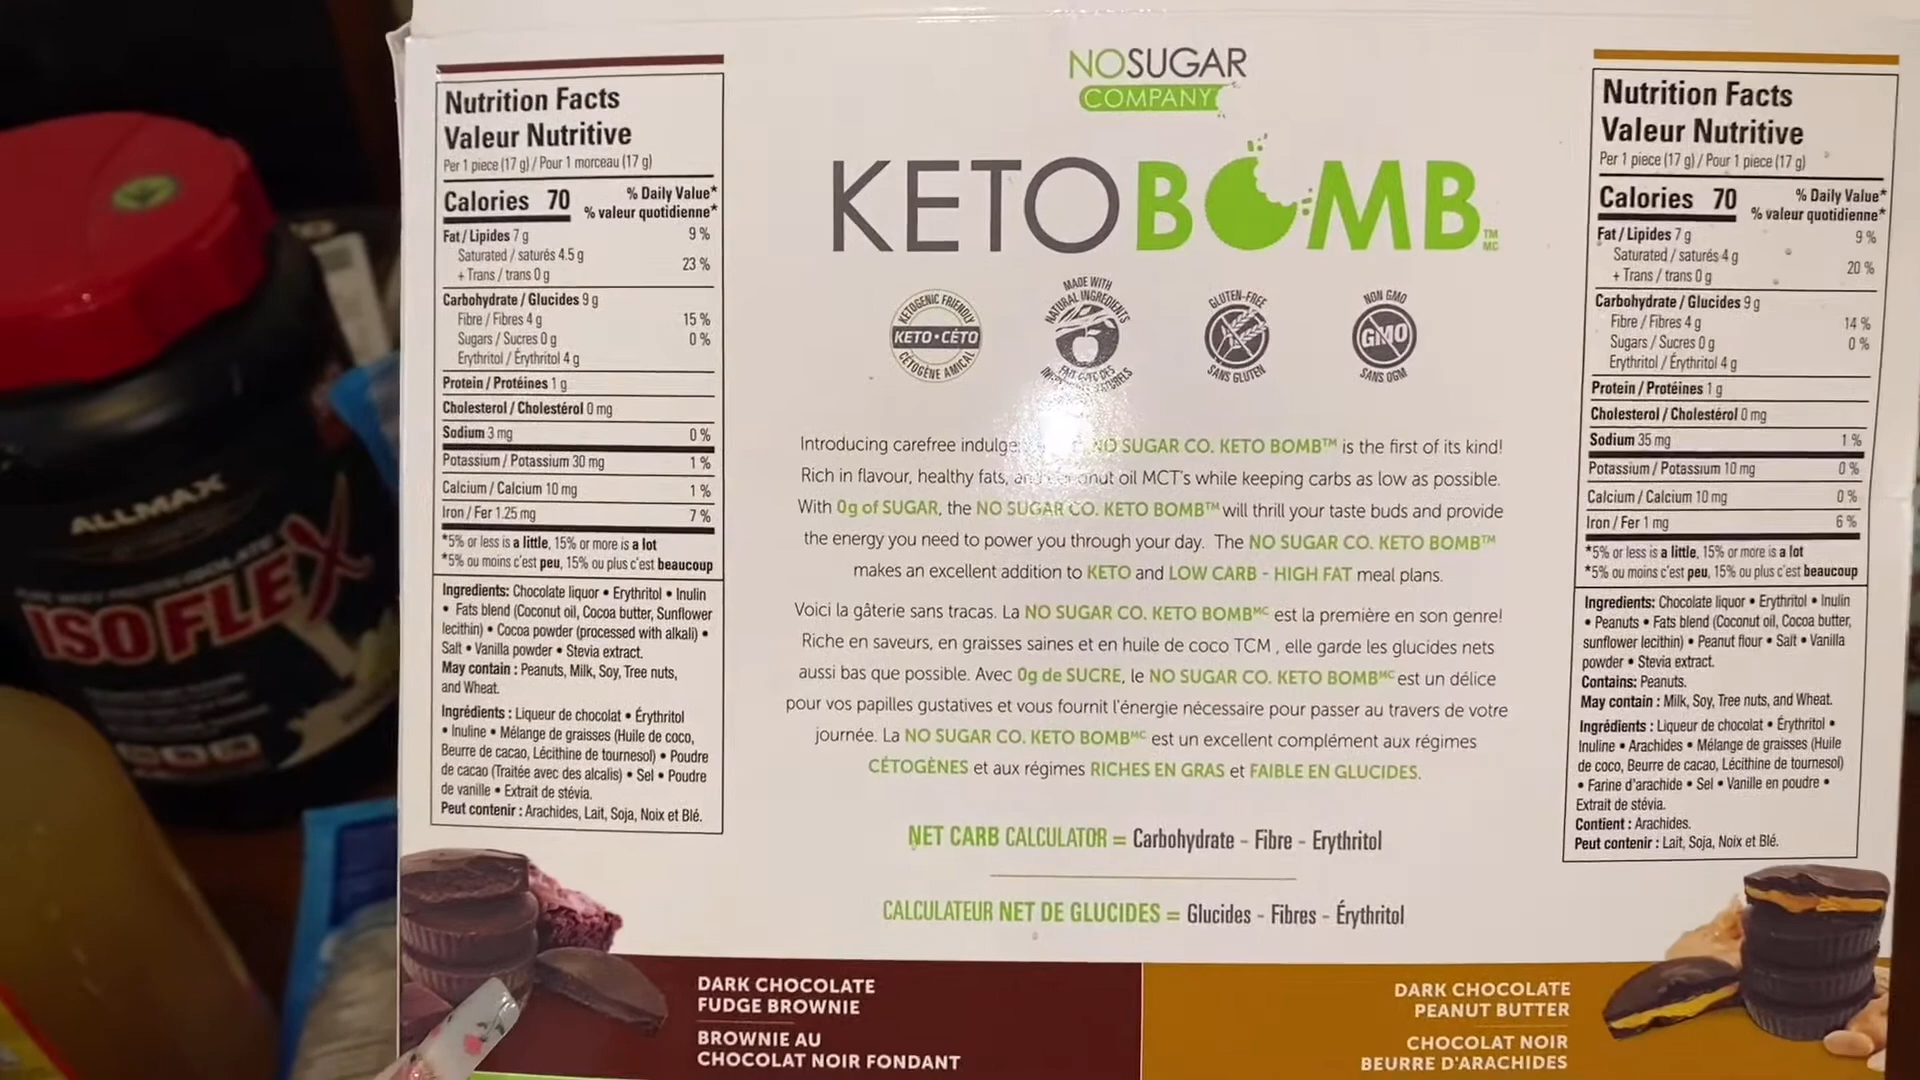 NOSUGAR
COMPANY
KETOBOMB
TM
MC
KETOGENIC FRIENDLY
KETO • CÉTO
CÉTOGÈNE AMICAL
MADE WITH
NATURAL INGREDIENTS
FAIT AVEC DES
GLUTEN-FREE
SANS GLUTEN
NON GMO
GMO
SANS OGM
Nutrition Facts
Valeur Nutritive
Per 1 piece (17 g) / Pour 1 morceau (17 g)
Calories 70
% Daily Value*
% valeur quotidienne*
Fat / Lipides 7 g 9 %
Saturated / saturés 4.5 g
+ Trans / trans 0 g 23 %
Carbohydrate / Glucides 9 g
Fibre / Fibres 4 g 15 %
Sugars / Sucres 0 g 0 %
Erythritol / Érythritol 4 g
Protein / Protéines 1 g
Cholesterol / Cholestérol 0 mg
Sodium 3 mg 0 %
Potassium / Potassium 30 mg 1 %
Calcium / Calcium 10 mg 1 %
Iron / Fer 1.25 mg 7 %
*5% or less is a little, 15% or more is a lot
*5% ou moins c'est peu, 15% ou plus c'est beaucoup
Ingredients: Chocolate liquor • Erythritol • Inulin
• Fats blend (Coconut oil, Cocoa butter, Sunflower
lecithin) • Cocoa powder (processed with alkali) •
Salt • Vanilla powder • Stevia extract.
May contain : Peanuts, Milk, Soy, Tree nuts,
and Wheat.
Ingrédients : Liqueur de chocolat • Érythritol
• Inuline • Mélange de graisses (Huile de coco,
Beurre de cacao, Lécithine de tournesol) • Poudre
de cacao (Traitée avec des alcalis) • Sel • Poudre
de vanille • Extrait de stévia.
Peut contenir : Arachides, Lait, Soja, Noix et Blé.
Introducing carefree NO SUGAR CO. KETO BOMB™ is the first of its kind!
Rich in flavour, healthy fats, oil MCT's while keeping carbs as low as possible.
With 0g of SUGAR, the NO SUGAR CO. KETO BOMB™ will thrill your taste buds and provide
the energy you need to power you through your day. The NO SUGAR CO. KETO BOMB™
makes an excellent addition to KETO and LOW CARB - HIGH FAT meal plans.
Voici la gâterie sans tracas. La NO SUGAR CO. KETO BOMBᴹᶜ est la première en son genre!
Riche en saveurs, en graisses saines et en huile de coco TCM , elle garde les glucides nets
aussi bas que possible. Avec 0g de SUCRE, le NO SUGAR CO. KETO BOMBᴹᶜ est un délice
pour vos papilles gustatives et vous fournit l'énergie nécessaire pour passer au travers de votre
journée. La NO SUGAR CO. KETO BOMBᴹᶜ est un excellent complément aux régimes
CÉTOGÈNES et aux régimes RICHES EN GRAS et FAIBLE EN GLUCIDES.
NET CARB CALCULATOR = Carbohydrate - Fibre - Erythritol
CALCULATEUR NET DE GLUCIDES = Glucides - Fibres - Érythritol
Nutrition Facts
Valeur Nutritive
Per 1 piece (17 g) / Pour 1 piece (17 g)
Calories 70
% Daily Value*
% valeur quotidienne*
Fat / Lipides 7 g 9 %
Saturated / saturés 4 g
+ Trans / trans 0 g 20 %
Carbohydrate / Glucides 9 g
Fibre / Fibres 4 g 14 %
Sugars / Sucres 0 g 0 %
Erythritol / Érythritol 4 g
Protein / Protéines 1 g
Cholesterol / Cholestérol 0 mg
Sodium 35 mg 1 %
Potassium / Potassium 10 mg 0 %
Calcium / Calcium 10 mg 0 %
Iron / Fer 1 mg 6 %
*5% or less is a little, 15% or more is a lot
*5% ou moins c'est peu, 15% ou plus c'est beaucoup
Ingredients: Chocolate liquor • Erythritol • Inulin
• Peanuts • Fats blend (Coconut oil, Cocoa butter,
sunflower lecithin) • Peanut flour • Salt • Vanilla
powder • Stevia extract.
Contains: Peanuts.
May contain : Milk, Soy, Tree nuts, and Wheat.
Ingrédients : Liqueur de chocolat • Érythritol •
Inuline • Arachides • Mélange de graisses (Huile
de coco, Beurre de cacao, Lécithine de tournesol)
• Farine d'arachide • Sel • Vanille en poudre •
Extrait de stévia.
Contient : Arachides.
Peut contenir : Lait, Soja, Noix et Blé.
DARK CHOCOLATE
FUDGE BROWNIE
BROWNIE AU
CHOCOLAT NOIR FONDANT
DARK CHOCOLATE
PEANUT BUTTER
CHOCOLAT NOIR
BEURRE D'ARACHIDES
ALLMAX
ISOFLEX